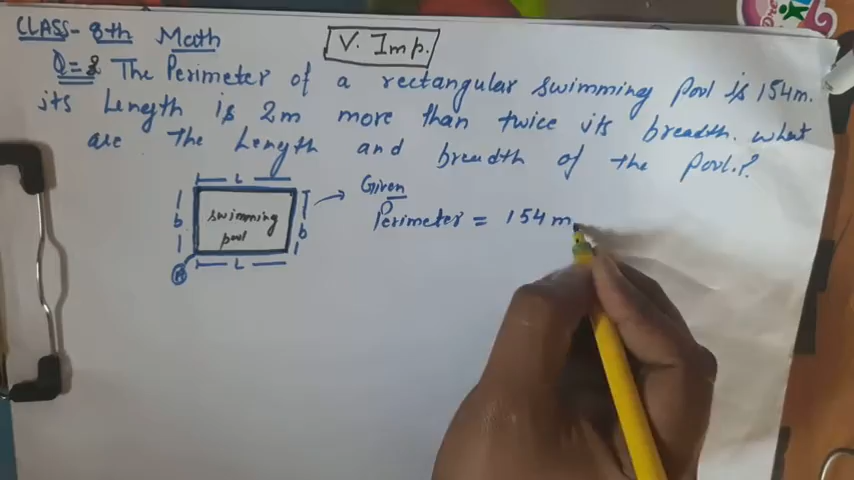 CLASS- 8th Math
V. Imp.
Q=2 The Perimeter of a rectangular swimming pool is 154m.
its Length is 2m more than twice its breadth. what
are the Length and breadth of the pool.?
L
Given
b swimming pool b
Perimeter = 154m
L
A